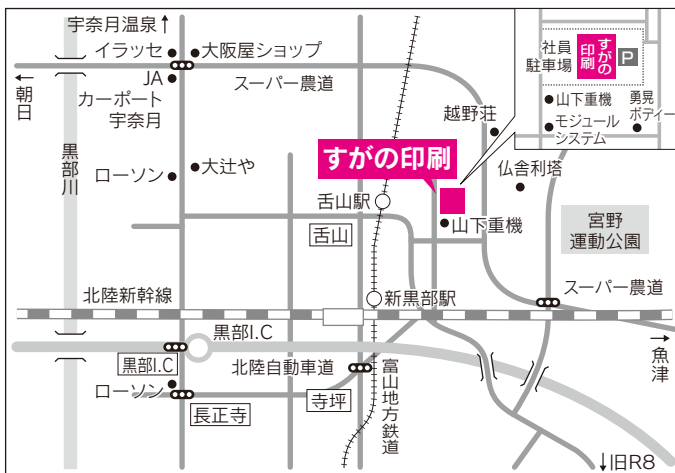 宇奈月温泉↑
イラッセ
大阪屋ショップ
←
朝日
JA
カーポート
宇奈月
スーパー農道
黒部川
ローソン
大辻や
越野荘
すがの印刷
舌山駅
舌山
山下重機
仏舎利塔
宮野
運動公園
社員
駐車場
すがの
印刷
P
山下重機
モジュール
システム
勇晃
ボディー
北陸新幹線
新黒部駅
スーパー農道
黒部I.C
黒部I.C
北陸自動車道
→
魚津
ローソン
長正寺
寺坪
富山地方鉄道
↓旧R8